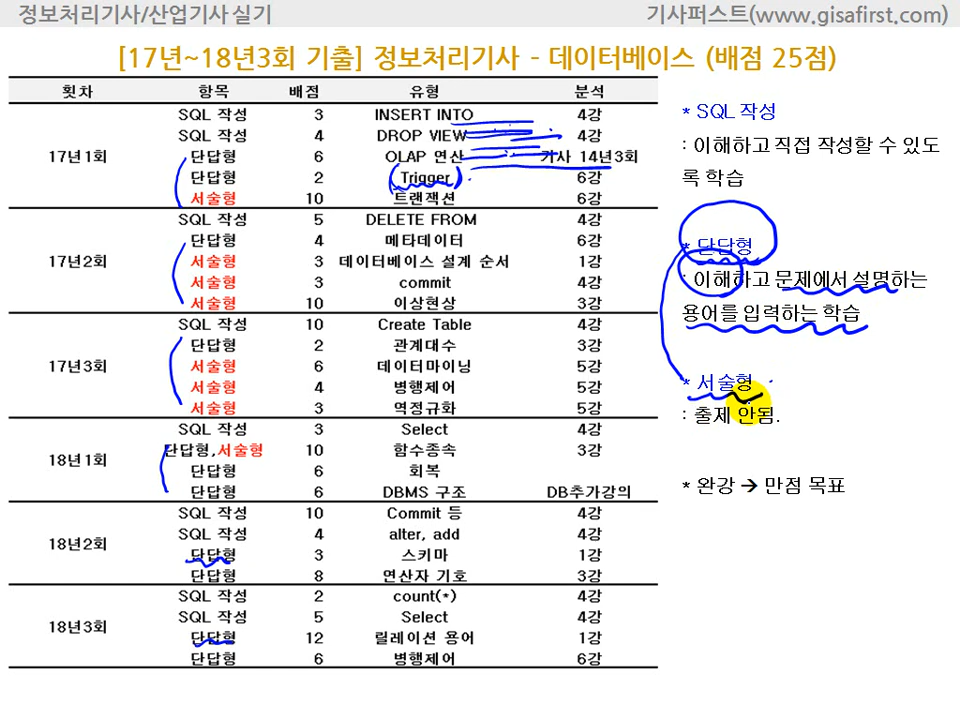 정보처리기사/산업기사 실기
기사퍼스트(www.gisafirst.com)
[17년~18년3회 기출] 정보처리기사 - 데이터베이스 (배점 25점)
횟차 항목 배점 유형 분석
SQL 작성 3 INSERT INTO 4강
SQL 작성 4 DROP VIEW 4강
17년1회 단답형 6 OLAP 연산 기사 14년3회
단답형 2 Trigger 6강
서술형 10 트랜잭션 6강
SQL 작성 5 DELETE FROM 4강
단답형 4 메타데이터 6강
17년2회 서술형 3 데이터베이스 설계 순서 1강
서술형 3 commit 4강
서술형 10 이상현상 3강
SQL 작성 10 Create Table 4강
단답형 2 관계대수 3강
17년3회 서술형 6 데이터마이닝 5강
서술형 4 병행제어 5강
서술형 3 역정규화 5강
SQL 작성 3 Select 4강
18년1회 단답형,서술형 10 함수종속 3강
단답형 6 회복
단답형 6 DBMS 구조 DB추가강의
SQL 작성 10 Commit 등 4강
18년2회 SQL 작성 4 alter, add 4강
단답형 3 스키마 1강
단답형 8 연산자 기호 3강
SQL 작성 2 count(*) 4강
18년3회 SQL 작성 5 Select 4강
단답형 12 릴레이션 용어 1강
단답형 6 병행제어 6강
* SQL 작성
: 이해하고 직접 작성할 수 있도
록 학습
* 단답형
: 이해하고 문제에서 설명하는
용어를 입력하는 학습
* 서술형
: 출제 안됨.
* 완강 → 만점 목표